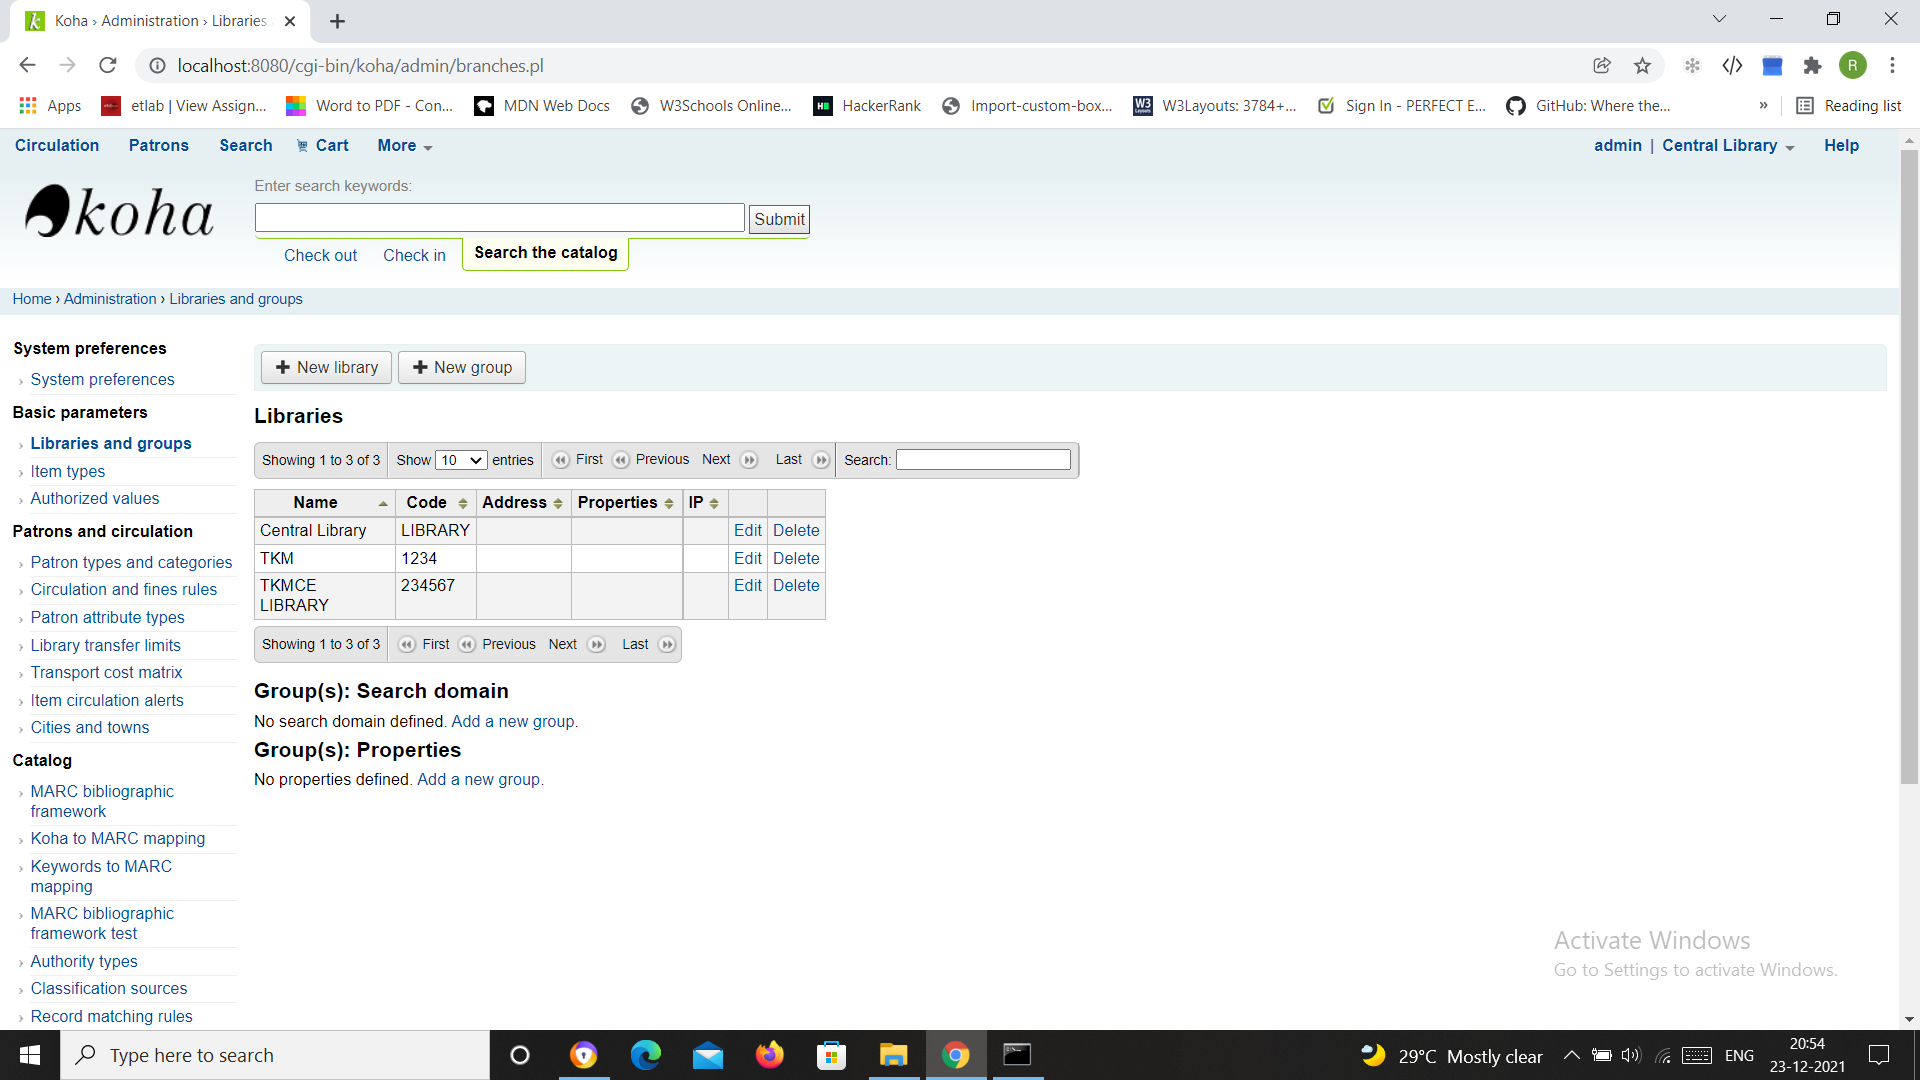 Koha › Administration › Libraries
localhost:8080/cgi-bin/koha/admin/branches.pl
R
Apps
etlab | View Assign...
Word to PDF - Con...
MDN Web Docs
W3Schools Online...
HackerRank
Import-custom-box...
W3Layouts: 3784+...
Sign In - PERFECT E...
GitHub: Where the...
»
Reading list
Circulation Patrons Search Cart More
admin | Central Library Help
koha
Enter search keywords:
Submit
Check out Check in Search the catalog
Home › Administration › Libraries and groups
System preferences
System preferences
Basic parameters
Libraries and groups
Item types
Authorized values
Patrons and circulation
Patron types and categories
Circulation and fines rules
Patron attribute types
Library transfer limits
Transport cost matrix
Item circulation alerts
Cities and towns
Catalog
MARC bibliographic
framework
Koha to MARC mapping
Keywords to MARC
mapping
MARC bibliographic
framework test
Authority types
Classification sources
Record matching rules
New library New group
Libraries
Showing 1 to 3 of 3 Show 10 entries First Previous Next Last Search:
Name Code Address Properties IP
Central Library LIBRARY Edit Delete
TKM 1234 Edit Delete
TKMCE 234567 Edit Delete
LIBRARY
Showing 1 to 3 of 3 First Previous Next Last
Group(s): Search domain
No search domain defined. Add a new group.
Group(s): Properties
No properties defined. Add a new group.
Activate Windows
Go to Settings to activate Windows.
Type here to search
29°C Mostly clear
ENG
20:54
23-12-2021